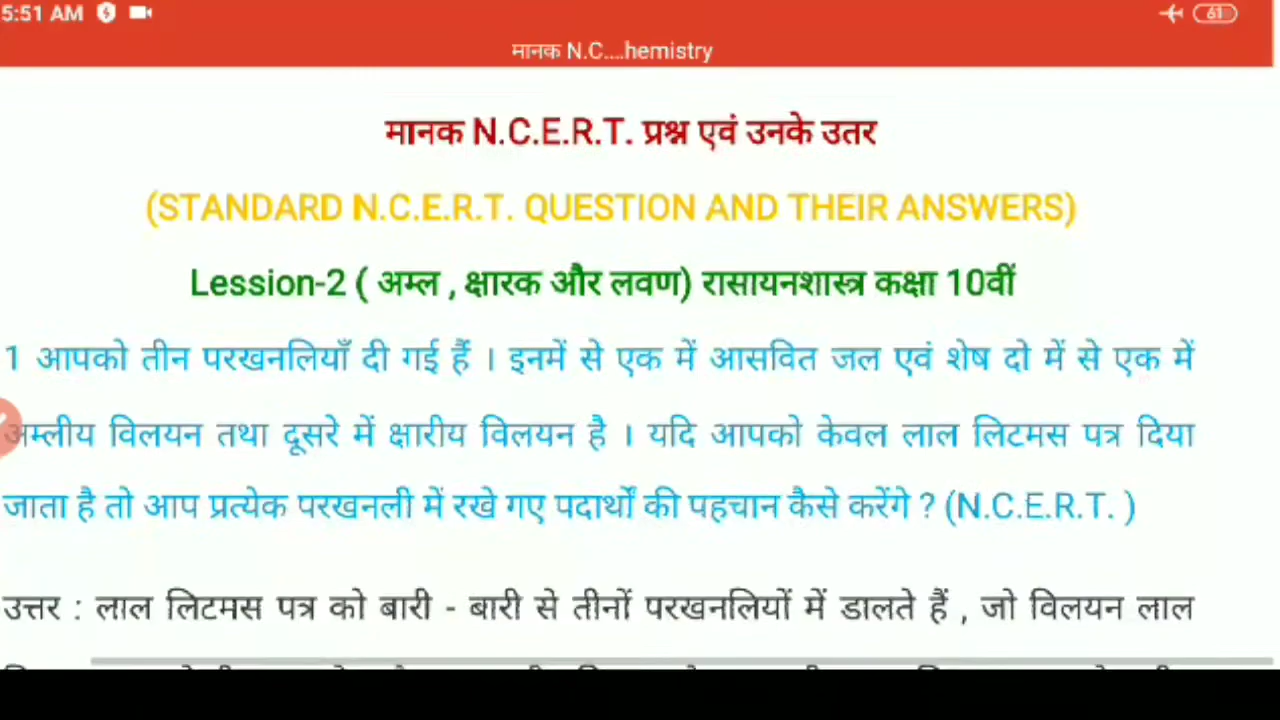 5:51 AM
61
मानक N.C....hemistry
मानक N.C.E.R.T. प्रश्न एवं उनके उतर
(STANDARD N.C.E.R.T. QUESTION AND THEIR ANSWERS)
Lession-2 ( अम्ल , क्षारक और लवण) रासायनशास्त्र कक्षा 10वीं
1 आपको तीन परखनलियाँ दी गई हैं । इनमें से एक में आसवित जल एवं शेष दो में से एक में
अम्लीय विलयन तथा दूसरे में क्षारीय विलयन है । यदि आपको केवल लाल लिटमस पत्र दिया
जाता है तो आप प्रत्येक परखनली में रखे गए पदार्थों की पहचान कैसे करेंगे ? (N.C.E.R.T. )
उत्तर : लाल लिटमस पत्र को बारी - बारी से तीनों परखनलियों में डालते हैं , जो विलयन लाल